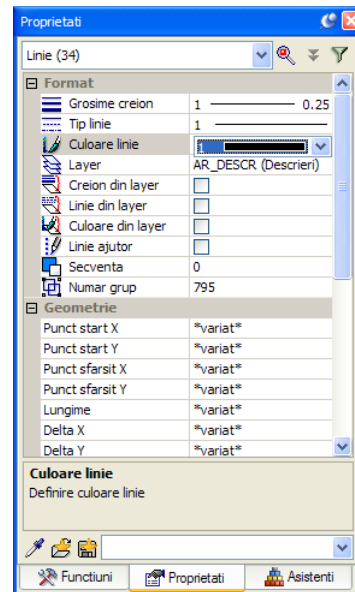 Proprietati
Linie (34)
Format
Grosime creion 1 0.25
Tip linie 1
Culoare linie 1
Layer AR_DESCR (Descrieri)
Creion din layer
Linie din layer
Culoare din layer
Linie ajutor
Secventa 0
Numar grup 795
Geometrie
Punct start X *variat*
Punct start Y *variat*
Punct sfarsit X *variat*
Punct sfarsit Y *variat*
Lungime *variat*
Delta X *variat*
Delta Y *variat*
Culoare linie
Definire culoare linie
Functiuni Proprietati Asistenti